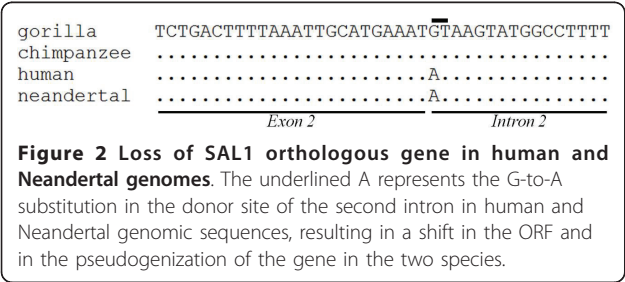 gorilla TCTGACTTTTAAATTGCATGAAATGTAAGTATGGCCTTTT
chimpanzee ........................................
human ........................A...............
neandertal ........................A...............
Exon 2 Intron 2
Figure 2 Loss of SAL1 orthologous gene in human and
Neandertal genomes. The underlined A represents the G-to-A
substitution in the donor site of the second intron in human and
Neandertal genomic sequences, resulting in a shift in the ORF and
in the pseudogenization of the gene in the two species.